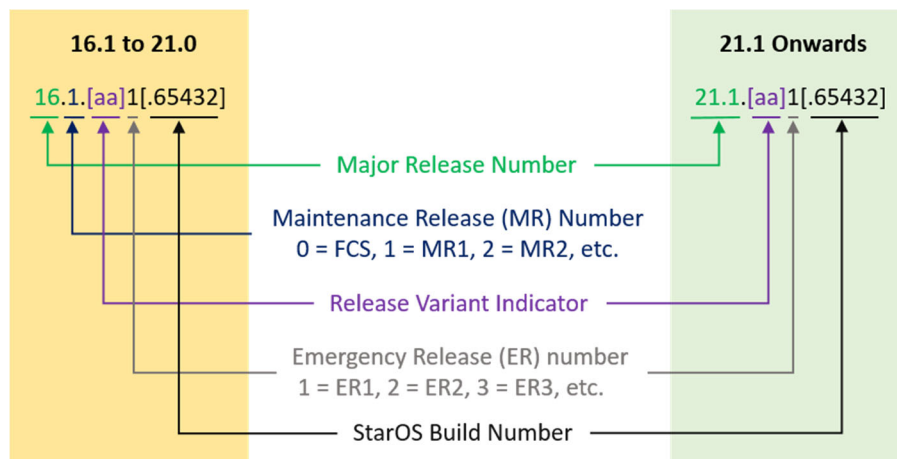 16.1 to 21.0
21.1 Onwards
16.1.[aa]1[.65432]
21.1.[aa]1[.65432]
Major Release Number
Maintenance Release (MR) Number
0 = FCS, 1 = MR1, 2 = MR2, etc.
Release Variant Indicator
Emergency Release (ER) number
1 = ER1, 2 = ER2, 3 = ER3, etc.
StarOS Build Number